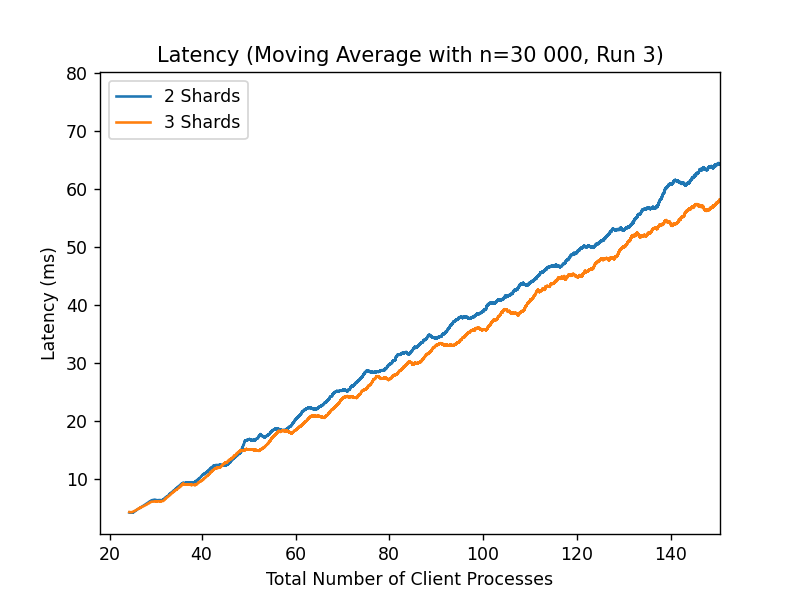 Latency (Moving Average with n=30 000, Run 3)
2 Shards
3 Shards
80
70
60
50
40
30
20
10
Latency (ms)
20 40 60 80 100 120 140
Total Number of Client Processes